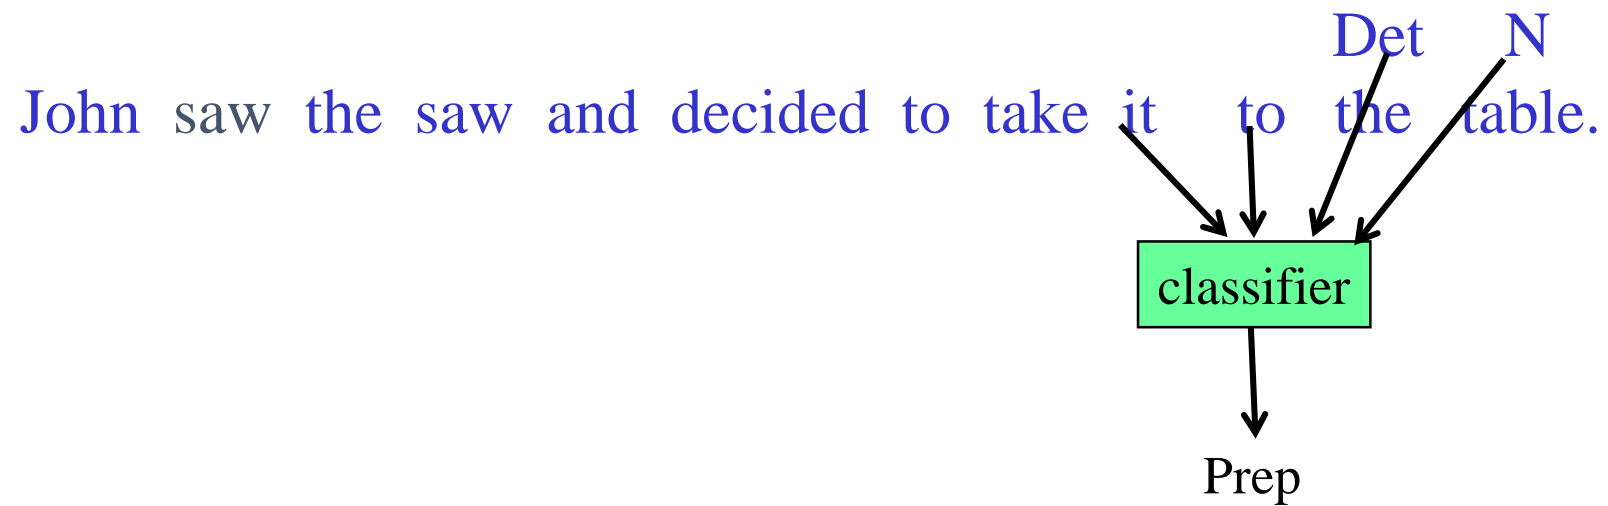 Det N
John saw the saw and decided to take it to the table.
classifier
Prep